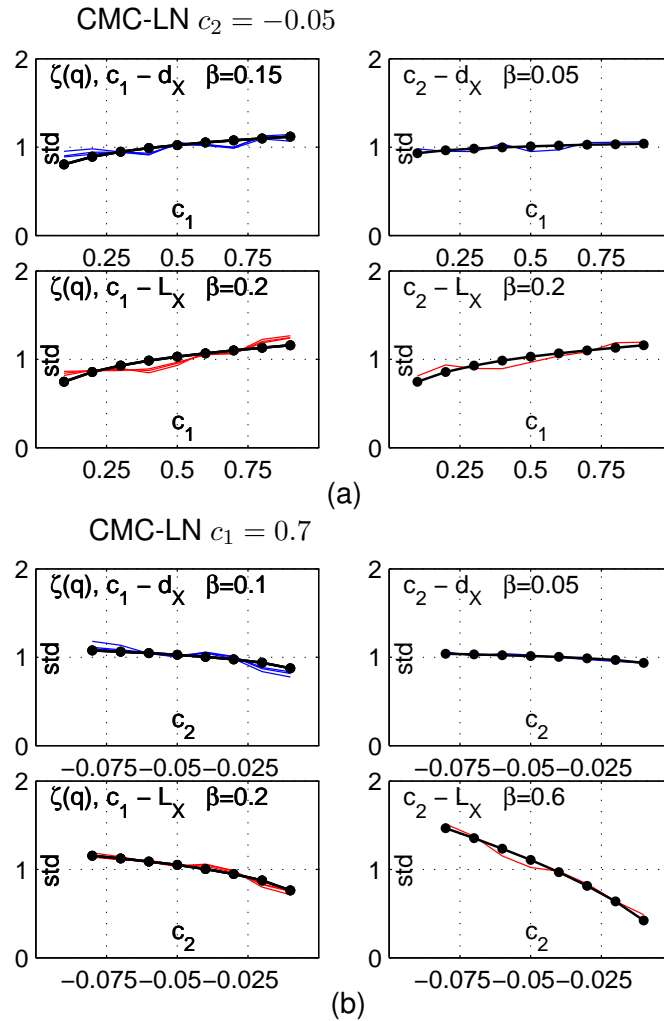 CMC-LN c₂ = −0.05
ζ(q), c₁ − d_X β=0.15
c₂ − d_X β=0.05
2
1
0
std
c₁
0.25 0.5 0.75
c₁
0.25 0.5 0.75
2
1
0
std
ζ(q), c₁ − L_X β=0.2
c₂ − L_X β=0.2
2
1
0
std
c₁
0.25 0.5 0.75
2
1
0
std
c₁
0.25 0.5 0.75
(a)
CMC-LN c₁ = 0.7
ζ(q), c₁ − d_X β=0.1
c₂ − d_X β=0.05
2
1
0
std
c₂
−0.075−0.05−0.025
2
1
0
std
c₂
−0.075−0.05−0.025
ζ(q), c₁ − L_X β=0.2
c₂ − L_X β=0.6
2
1
0
std
c₂
−0.075−0.05−0.025
2
1
0
std
c₂
−0.075−0.05−0.025
(b)